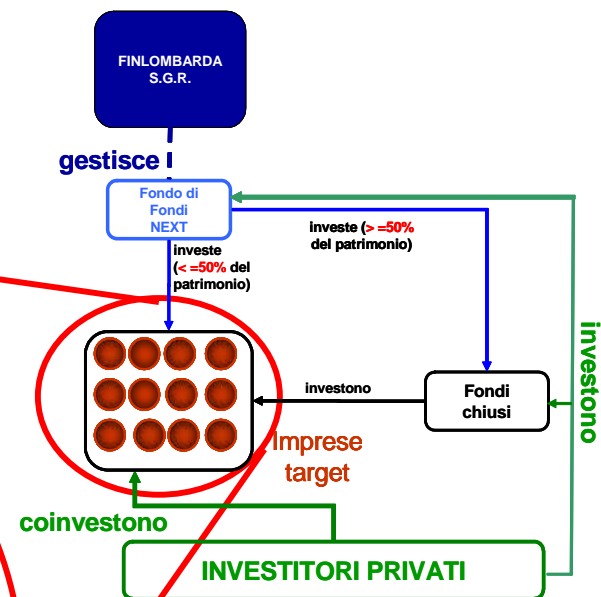 FINLOMBARDA
S.G.R.
gestisce
Fondo di
Fondi
NEXT
investe (> =50%
del patrimonio)
investe
(< =50% del
patrimonio)
investono
investono
Fondi
chiusi
Imprese
target
coinvestono
INVESTITORI PRIVATI